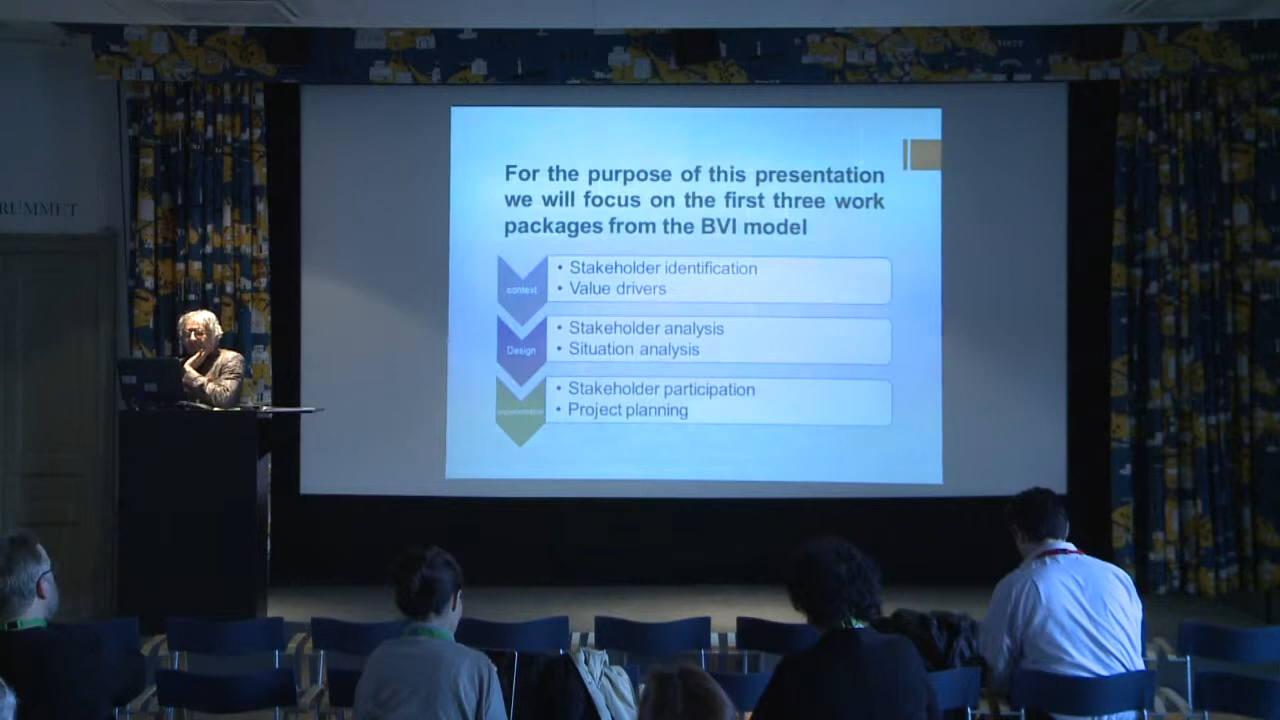 RUMMET
For the purpose of this presentation
we will focus on the first three work
packages from the BVI model
context
• Stakeholder identification
• Value drivers
Design
• Stakeholder analysis
• Situation analysis
• Stakeholder participation
• Project planning